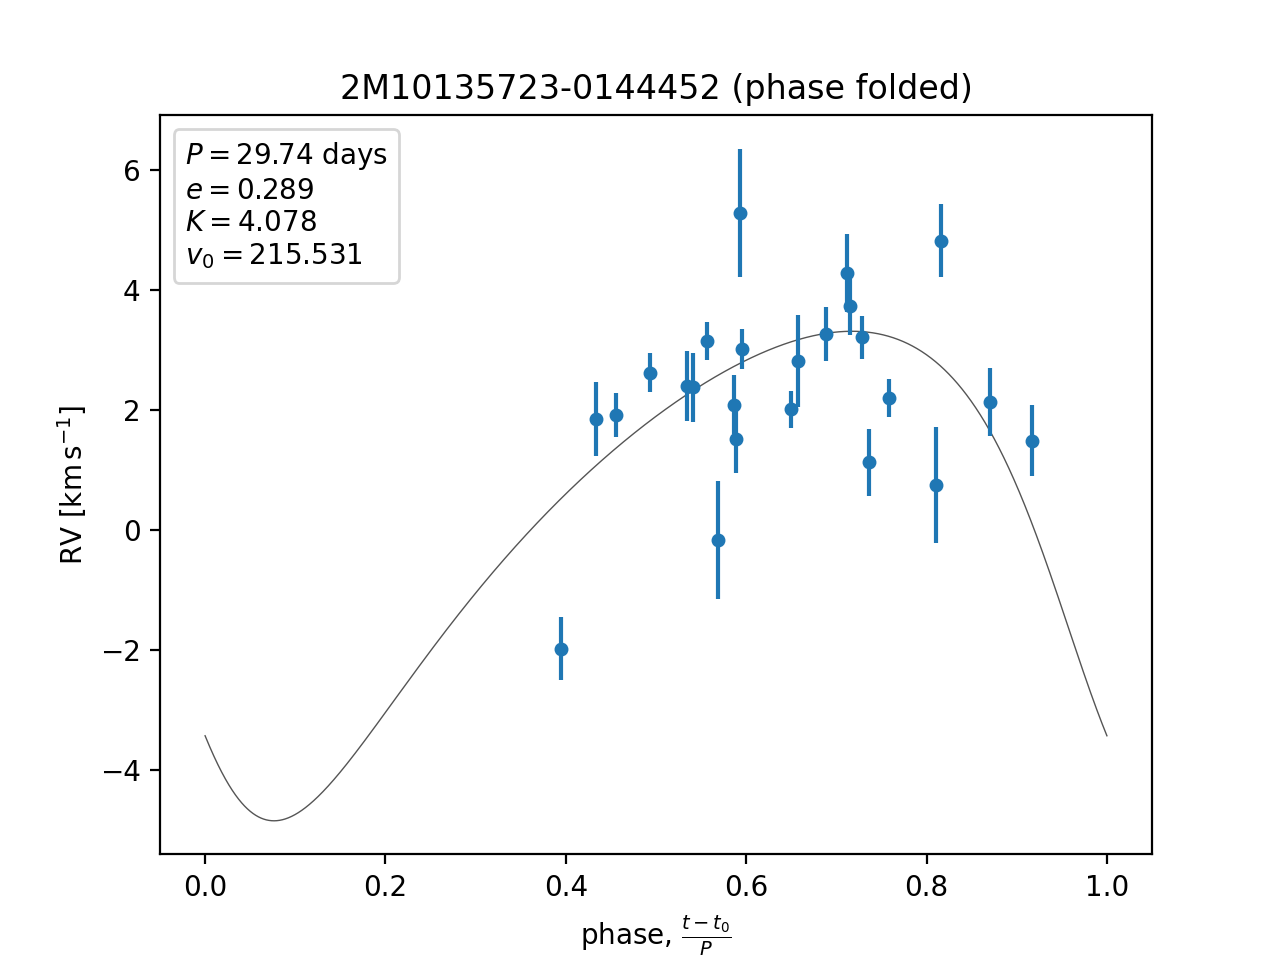 2M10135723-0144452 (phase folded)
P = 29.74 days
e = 0.289
K = 4.078
v₀ = 215.531
6
4
2
0
−2
−4
RV [km s⁻¹]
0.0 0.2 0.4 0.6 0.8 1.0
phase, (t − t₀)/P